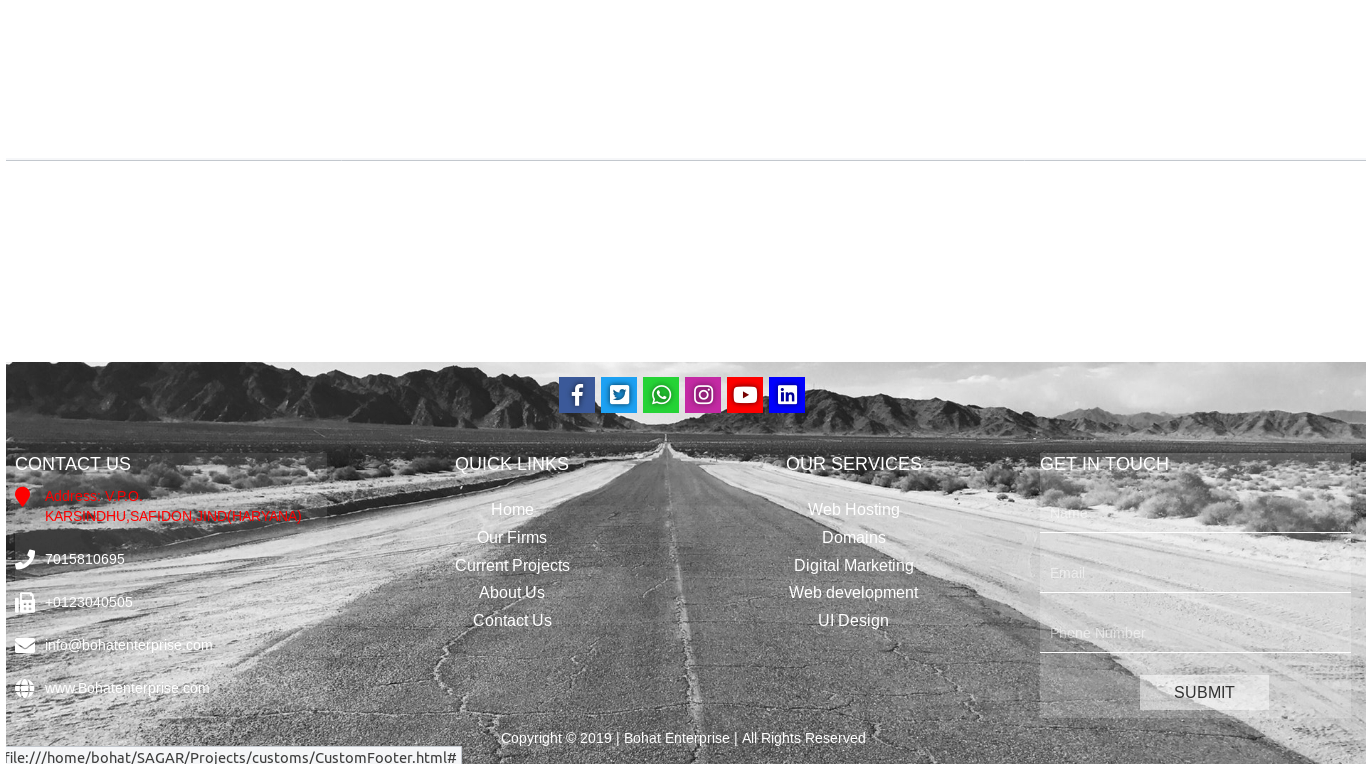 CONTACT US
Address: V.P.O.
KARSINDHU,SAFIDON,JIND(HARYANA)
7015810695
+0123040505
info@bohatenterprise.com
www.Bohatenterprise.com
QUICK LINKS
Home
Our Firms
Current Projects
About Us
Contact Us
OUR SERVICES
Web Hosting
Domains
Digital Marketing
Web development
UI Design
GET IN TOUCH
Name
Email
Phone Number
SUBMIT
Copyright © 2019 | Bohat Enterprise | All Rights Reserved
file:///home/bohat/SAGAR/Projects/customs/CustomFooter.html#